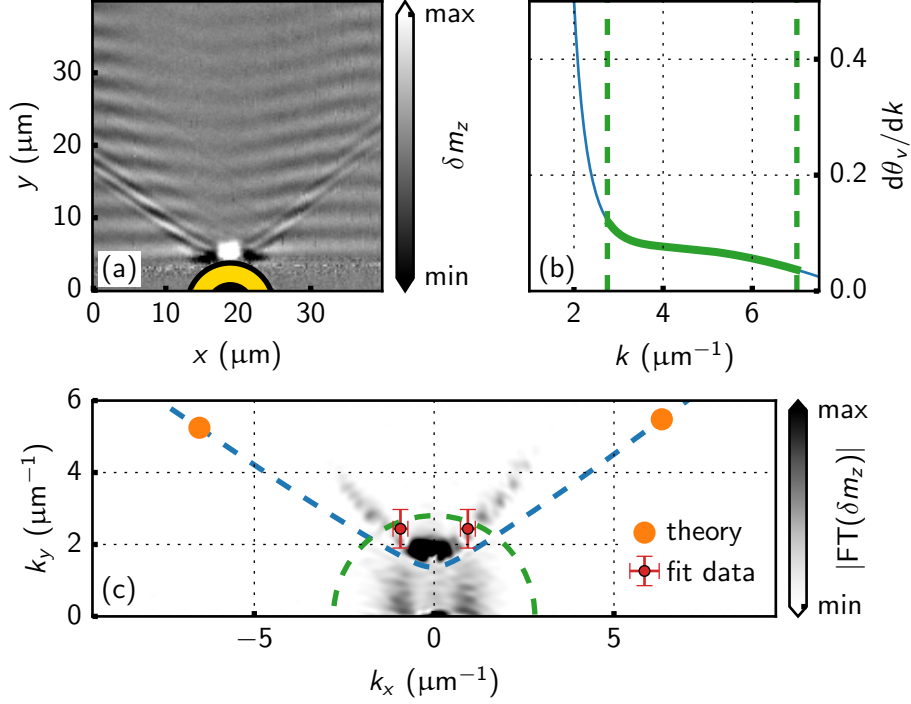 max
δm_z
min
30
20
10
0
y (μm)
(a)
0
10
20
30
x (μm)
0.4
0.2
0.0
dθ_v/dk
(b)
2
4
6
k (μm⁻¹)
6
4
2
0
k_y (μm⁻¹)
(c)
theory
fit data
−5
0
5
k_x (μm⁻¹)
max
|FT(δm_z)|
min